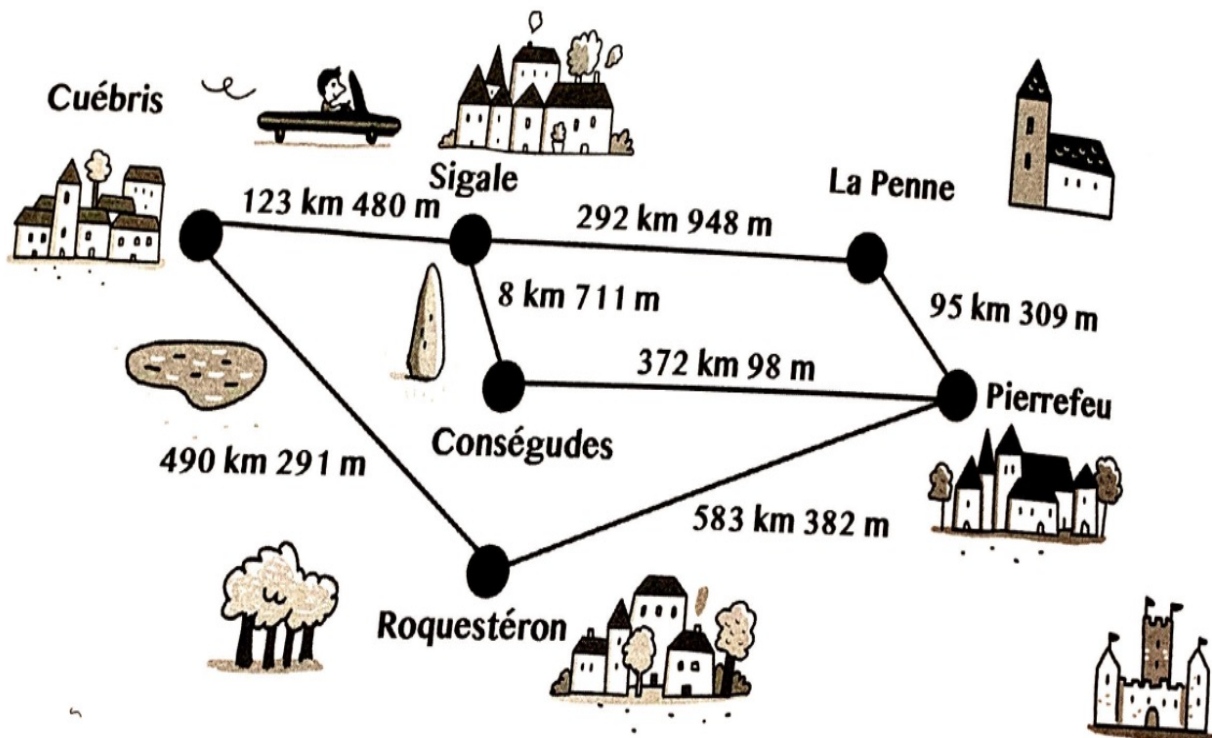 Cuébris
Sigale
La Penne
123 km 480 m
292 km 948 m
8 km 711 m
95 km 309 m
372 km 98 m
Pierrefeu
Conségudes
490 km 291 m
583 km 382 m
Roquestéron